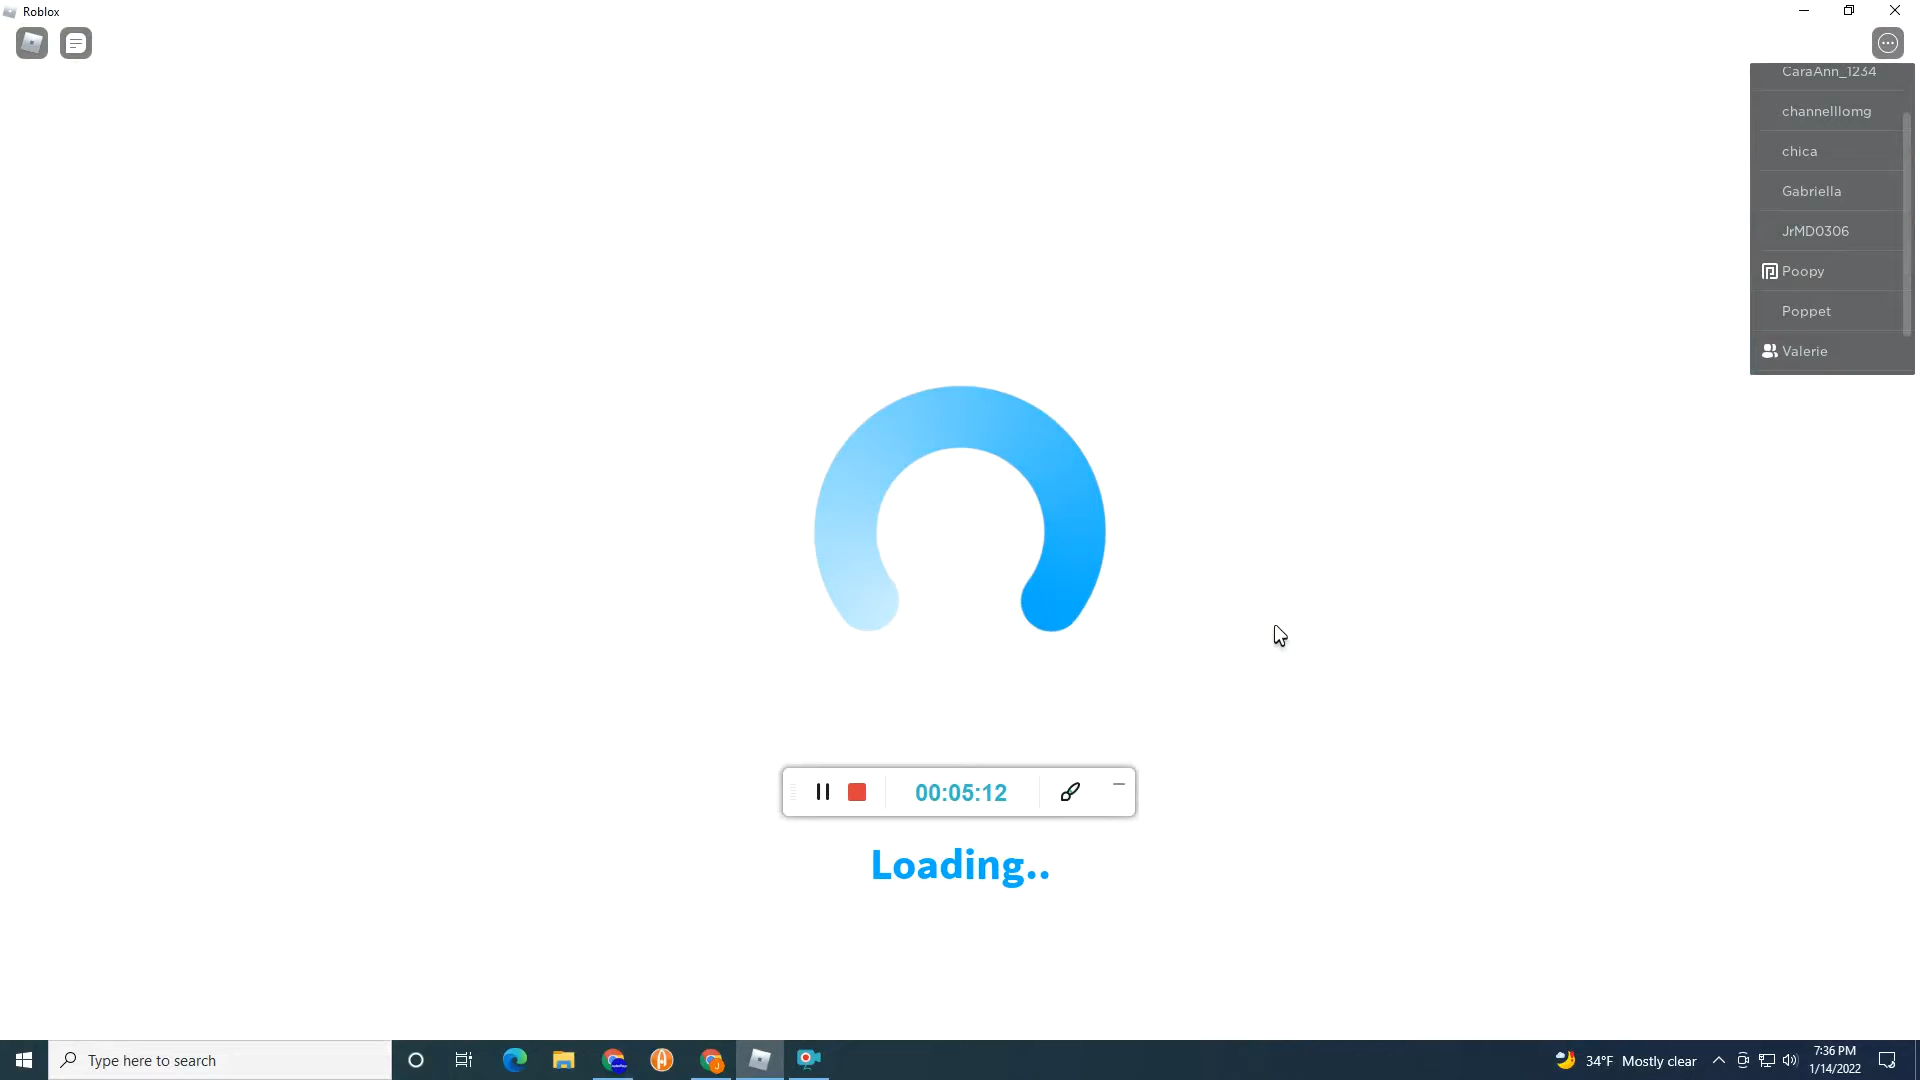 Roblox
CaraAnn_1234
channelllomg
chica
Gabriella
JrMD0306
Poopy
Poppet
Valerie
00:05:12
Loading..
Type here to search
34°F Mostly clear
7:36 PM
1/14/2022